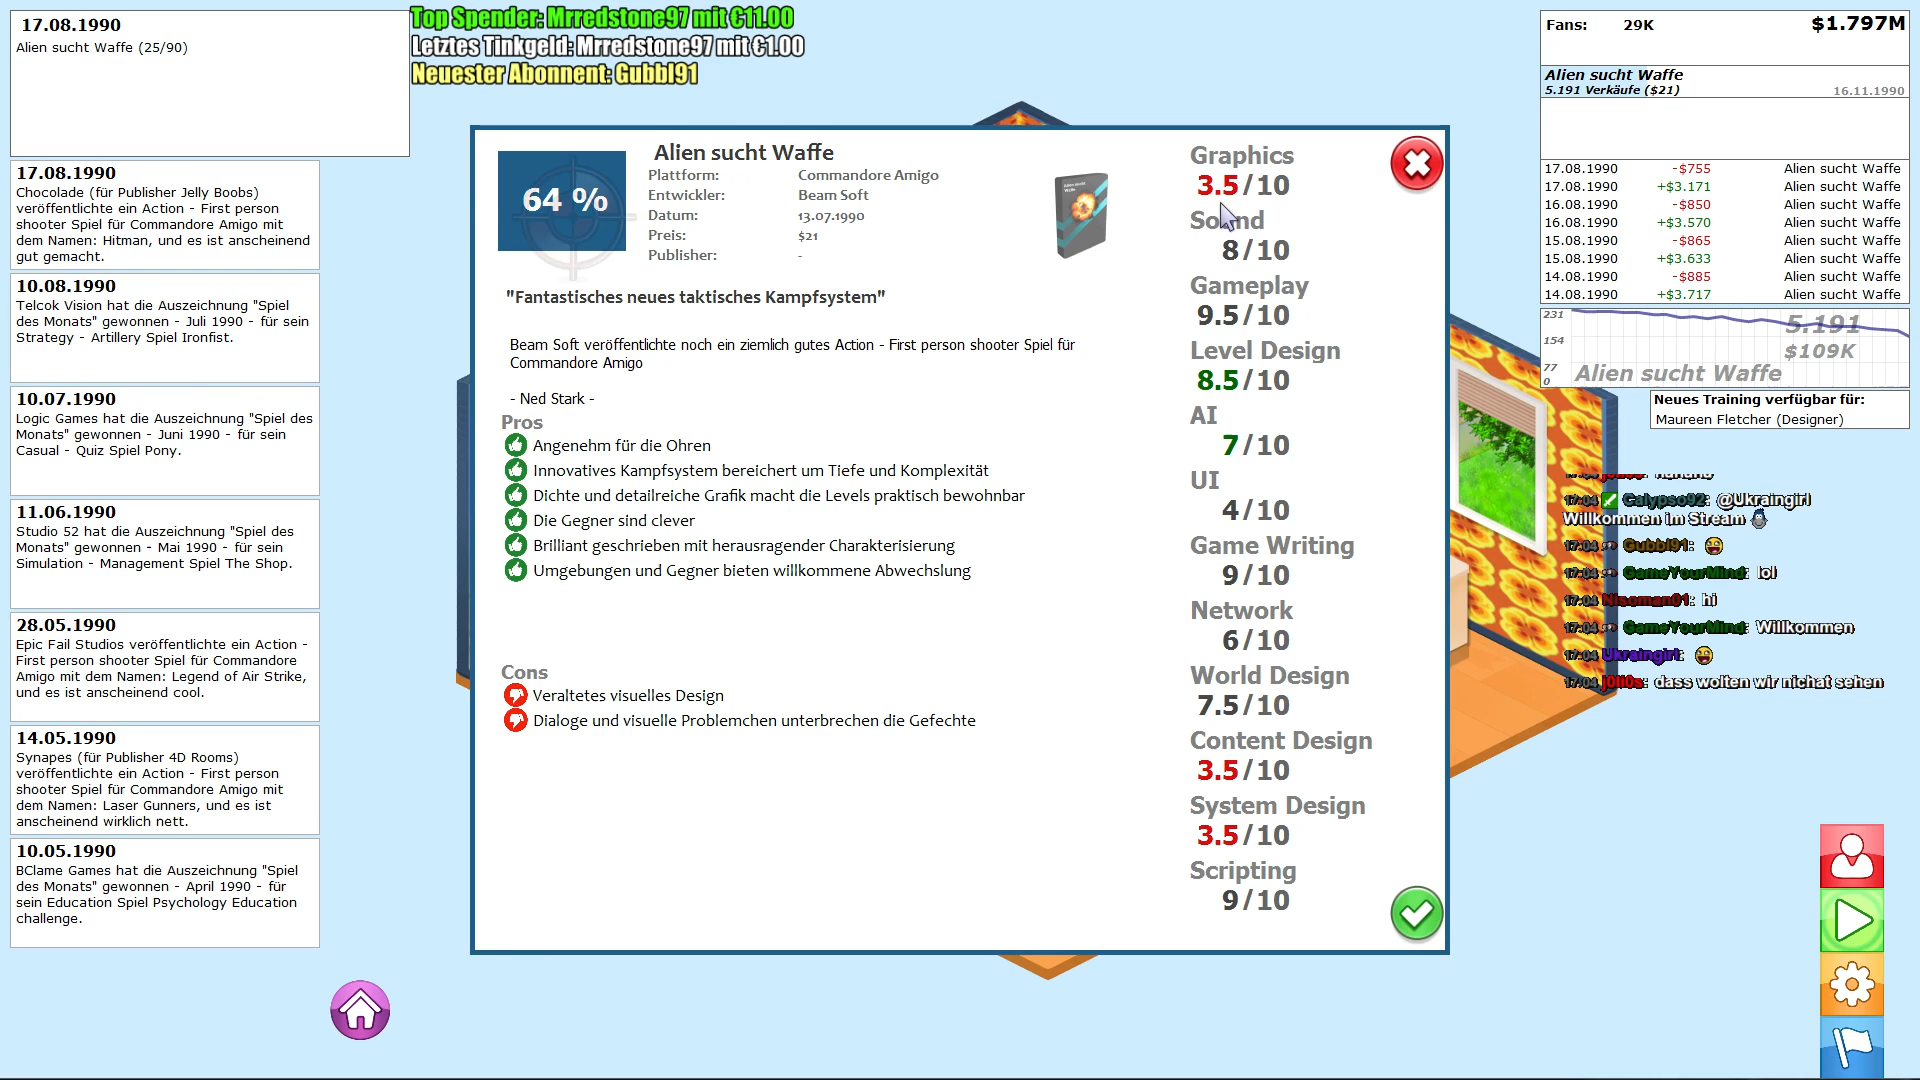 17.08.1990
Alien sucht Waffe (25/90)
Top Spender: Mrredstone97 mit €11.00
Letztes Tinkgeld: Mrredstone97 mit €1.00
Neuester Abonnent: Gubbl91
17.08.1990
Chocolade (für Publisher Jelly Boobs)
veröffentlichte ein Action - First person
shooter Spiel für Commandore Amigo mit
dem Namen: Hitman, und es ist anscheinend
gut gemacht.
10.08.1990
Telcok Vision hat die Auszeichnung "Spiel
des Monats" gewonnen - Juli 1990 - für sein
Strategy - Artillery Spiel Ironfist.
10.07.1990
Logic Games hat die Auszeichnung "Spiel des
Monats" gewonnen - Juni 1990 - für sein
Casual - Quiz Spiel Pony.
11.06.1990
Studio 52 hat die Auszeichnung "Spiel des
Monats" gewonnen - Mai 1990 - für sein
Simulation - Management Spiel The Shop.
28.05.1990
Epic Fail Studios veröffentlichte ein Action -
First person shooter Spiel für Commandore
Amigo mit dem Namen: Legend of Air Strike,
und es ist anscheinend cool.
14.05.1990
Synapes (für Publisher 4D Rooms)
veröffentlichte ein Action - First person
shooter Spiel für Commandore Amigo mit
dem Namen: Laser Gunners, und es ist
anscheinend wirklich nett.
10.05.1990
BClame Games hat die Auszeichnung "Spiel
des Monats" gewonnen - April 1990 - für
sein Education Spiel Psychology Education
challenge.
64 %
Alien sucht Waffe
Plattform: Commandore Amigo
Entwickler: Beam Soft
Datum: 13.07.1990
Preis: $21
Publisher: -
"Fantastisches neues taktisches Kampfsystem"
Beam Soft veröffentlichte noch ein ziemlich gutes Action - First person shooter Spiel für
Commandore Amigo
- Ned Stark -
Pros
Angenehm für die Ohren
Innovatives Kampfsystem bereichert um Tiefe und Komplexität
Dichte und detailreiche Grafik macht die Levels praktisch bewohnbar
Die Gegner sind clever
Brilliant geschrieben mit herausragender Charakterisierung
Umgebungen und Gegner bieten willkommene Abwechslung
Cons
Veraltetes visuelles Design
Dialoge und visuelle Problemchen unterbrechen die Gefechte
Graphics
3.5/10
Sound
8/10
Gameplay
9.5/10
Level Design
8.5/10
AI
7/10
UI
4/10
Game Writing
9/10
Network
6/10
World Design
7.5/10
Content Design
3.5/10
System Design
3.5/10
Scripting
9/10
Fans: 29K $1.797M
Alien sucht Waffe
5.191 Verkäufe ($21) 16.11.1990
17.08.1990 -$755 Alien sucht Waffe
17.08.1990 +$3.171 Alien sucht Waffe
16.08.1990 -$850 Alien sucht Waffe
16.08.1990 +$3.570 Alien sucht Waffe
15.08.1990 -$865 Alien sucht Waffe
15.08.1990 +$3.633 Alien sucht Waffe
14.08.1990 -$885 Alien sucht Waffe
14.08.1990 +$3.717 Alien sucht Waffe
231
154
77
0
5.191
$109K
Alien sucht Waffe
Neues Training verfügbar für:
Maureen Fletcher (Designer)
17:04 Calypso92: @Ukraingirl
Willkommen im Stream
17:04 Gubbl91:
17:04 GameYourMind: lol
17:04 Nisoman01: hi
17:04 GameYourMind: Willkommen
17:04 Ukraingirl:
17:04 j0li0s: dass wolten wir nichat sehen